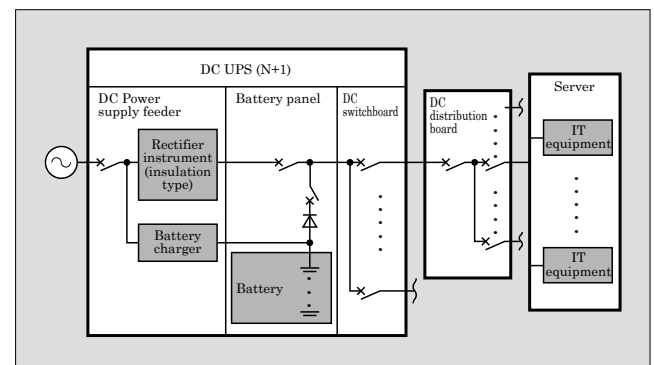 DC UPS (N+1)
DC Power
supply feeder
Battery panel
DC
switchboard
DC
distribution
board
Server
Rectifier
instrument
(insulation
type)
IT
equipment
Battery
charger
Battery
IT
equipment